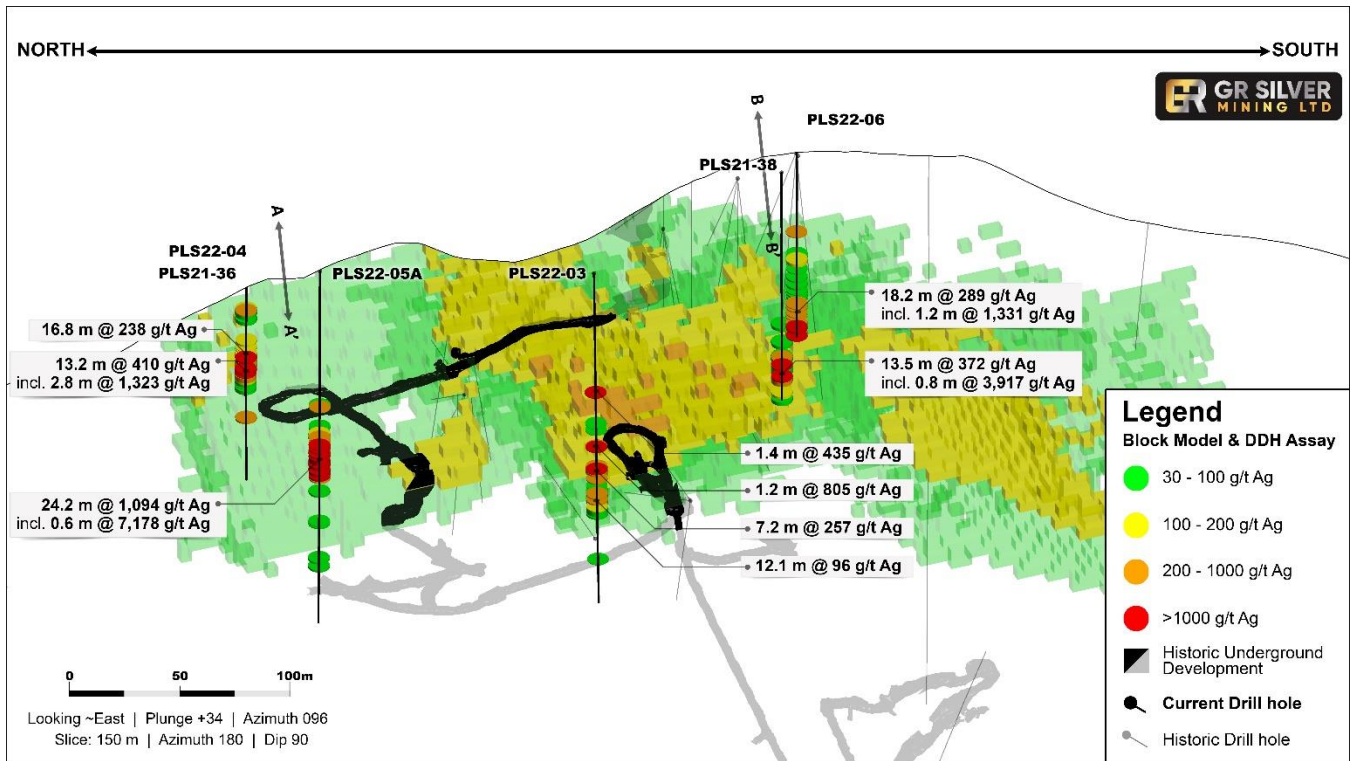 NORTH
SOUTH
GR SILVER
MINING LTD
B
PLS22-06
PLS21-38
B'
A
PLS22-04
PLS21-36
PLS22-05A
PLS22-03
A'
16.8 m @ 238 g/t Ag
13.2 m @ 410 g/t Ag
incl. 2.8 m @ 1,323 g/t Ag
24.2 m @ 1,094 g/t Ag
incl. 0.6 m @ 7,178 g/t Ag
18.2 m @ 289 g/t Ag
incl. 1.2 m @ 1,331 g/t Ag
13.5 m @ 372 g/t Ag
incl. 0.8 m @ 3,917 g/t Ag
1.4 m @ 435 g/t Ag
1.2 m @ 805 g/t Ag
7.2 m @ 257 g/t Ag
12.1 m @ 96 g/t Ag
Legend
Block Model & DDH Assay
30 - 100 g/t Ag
100 - 200 g/t Ag
200 - 1000 g/t Ag
>1000 g/t Ag
Historic Underground
Development
Current Drill hole
Historic Drill hole
0 50 100m
Looking ~East | Plunge +34 | Azimuth 096
Slice: 150 m | Azimuth 180 | Dip 90